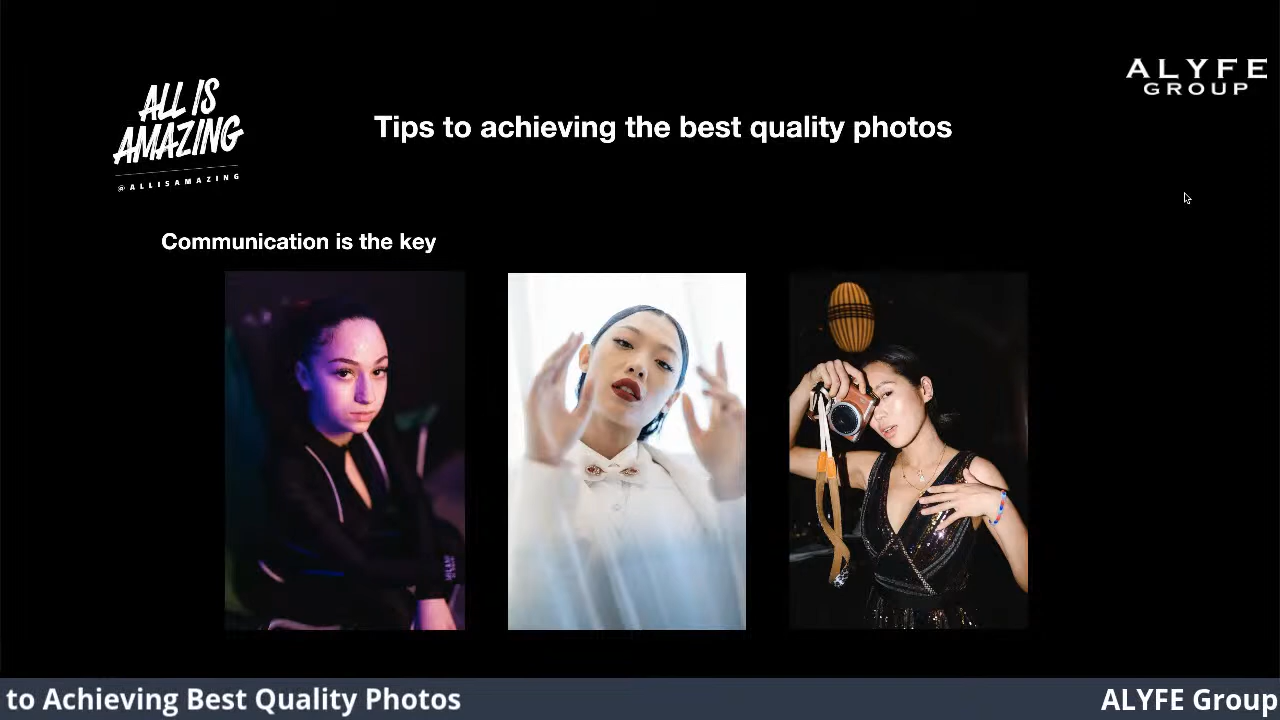 ALL IS
AMAZING
@ALLISAMAZING
ALYFE
GROUP
Tips to achieving the best quality photos
Communication is the key
to Achieving Best Quality Photos
ALYFE Group